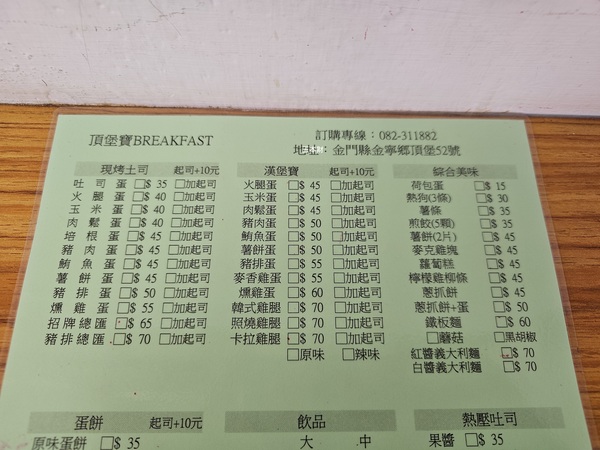 頂堡寶BREAKFAST
訂購專線：082-311882
地址：金門縣金寧鄉頂堡52號
現烤土司 起司+10元
吐司蛋 □$ 35 □加起司
火腿蛋 □$ 40 □加起司
玉米蛋 □$ 40 □加起司
肉鬆蛋 □$ 40 □加起司
培根蛋 □$ 45 □加起司
豬肉蛋 □$ 45 □加起司
鮪魚蛋 □$ 45 □加起司
薯餅蛋 □$ 45 □加起司
豬排蛋 □$ 50 □加起司
燻雞蛋 □$ 55 □加起司
招牌總匯 □$ 65 □加起司
豬排總匯 □$ 70 □加起司
漢堡寶 起司+10元
火腿蛋 □$ 45 □加起司
玉米蛋 □$ 45 □加起司
肉鬆蛋 □$ 45 □加起司
豬肉蛋 □$ 50 □加起司
鮪魚蛋 □$ 50 □加起司
薯餅蛋 □$ 50 □加起司
豬排蛋 □$ 55 □加起司
麥香雞蛋 □$ 55 □加起司
燻雞蛋 □$ 60 □加起司
韓式雞腿 □$ 70 □加起司
照燒雞腿 □$ 70 □加起司
卡拉雞腿 □$ 70 □加起司
□原味 □辣味
綜合美味
荷包蛋 □$ 15
熱狗(3條) □$ 30
薯條 □$ 35
煎餃(5顆) □$ 35
薯餅(2片) □$ 45
麥克雞塊 □$ 45
蘿蔔糕 □$ 45
檸檬雞柳條 □$ 45
蔥抓餅 □$ 45
蔥抓餅+蛋 □$ 50
鐵板麵 □$ 60
□蘑菇 □黑胡椒
紅醬義大利麵 □$ 70
白醬義大利麵 □$ 70
蛋餅 起司+10元
原味蛋餅 □$ 35
飲品
大 中
熱壓吐司
果醬 □$ 35